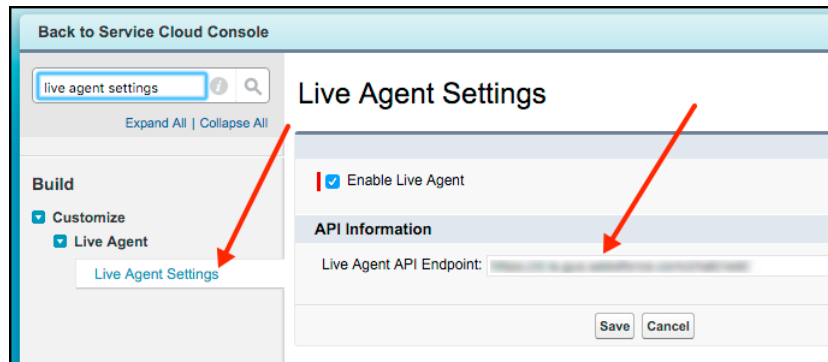 Back to Service Cloud Console
live agent settings
Expand All | Collapse All
Build
Customize
Live Agent
Live Agent Settings
Live Agent Settings
Enable Live Agent
API Information
Live Agent API Endpoint:
Save Cancel